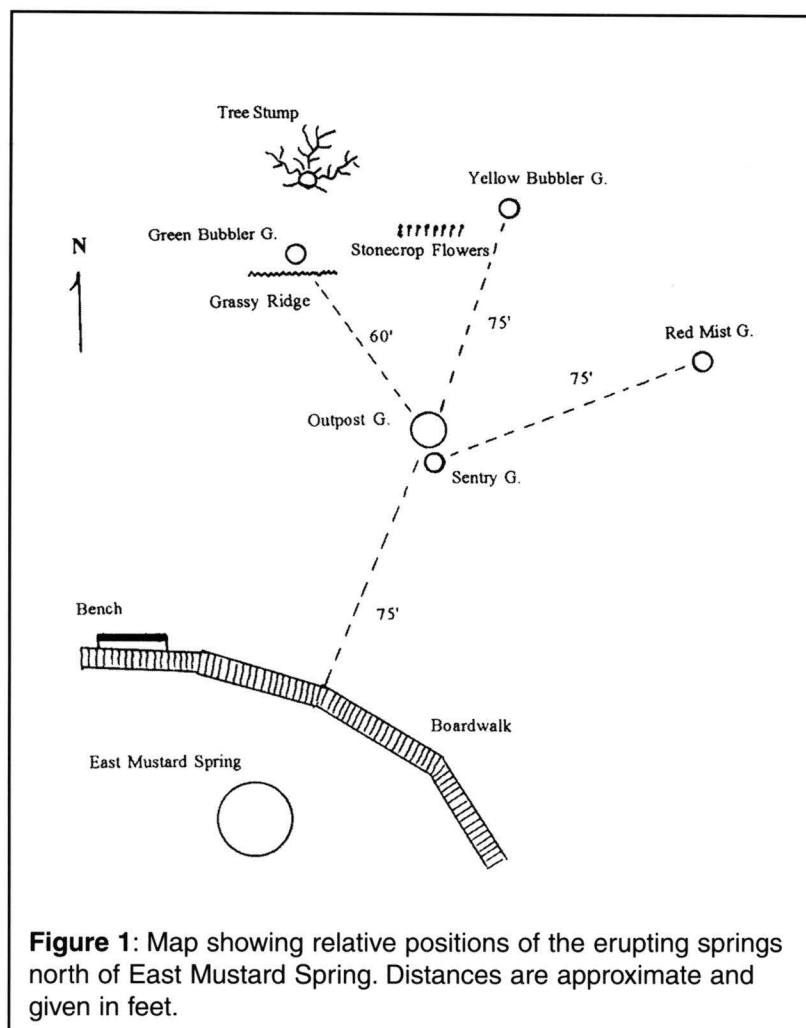 Tree Stump
Yellow Bubbler G.
Green Bubbler G.
Stonecrop Flowers
N
Grassy Ridge
60'
75'
Red Mist G.
75'
Outpost G.
Sentry G.
75'
Bench
Boardwalk
East Mustard Spring
Figure 1: Map showing relative positions of the erupting springs
north of East Mustard Spring. Distances are approximate and
given in feet.